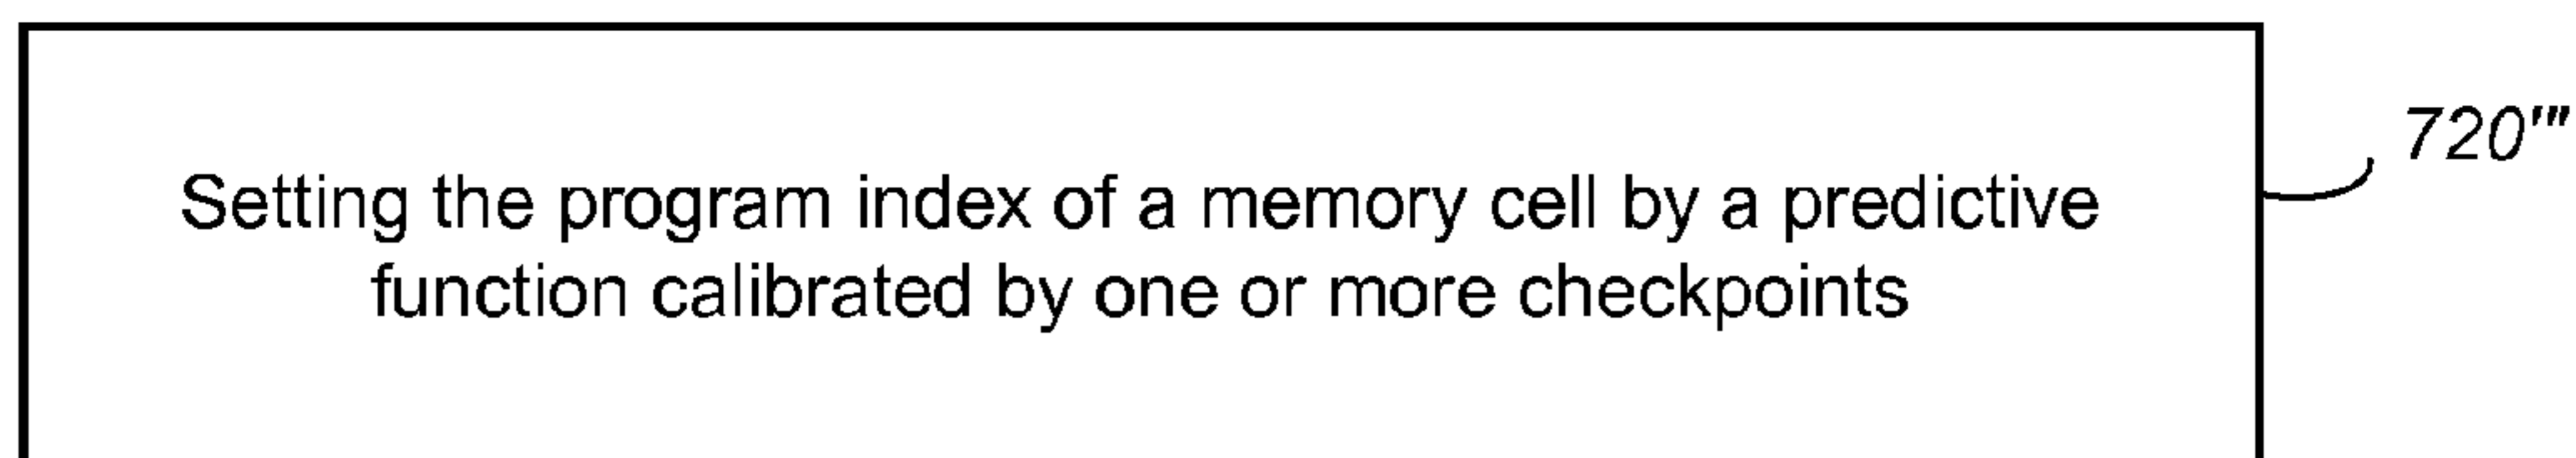 720'''
Setting the program index of a memory cell by a predictive
function calibrated by one or more checkpoints